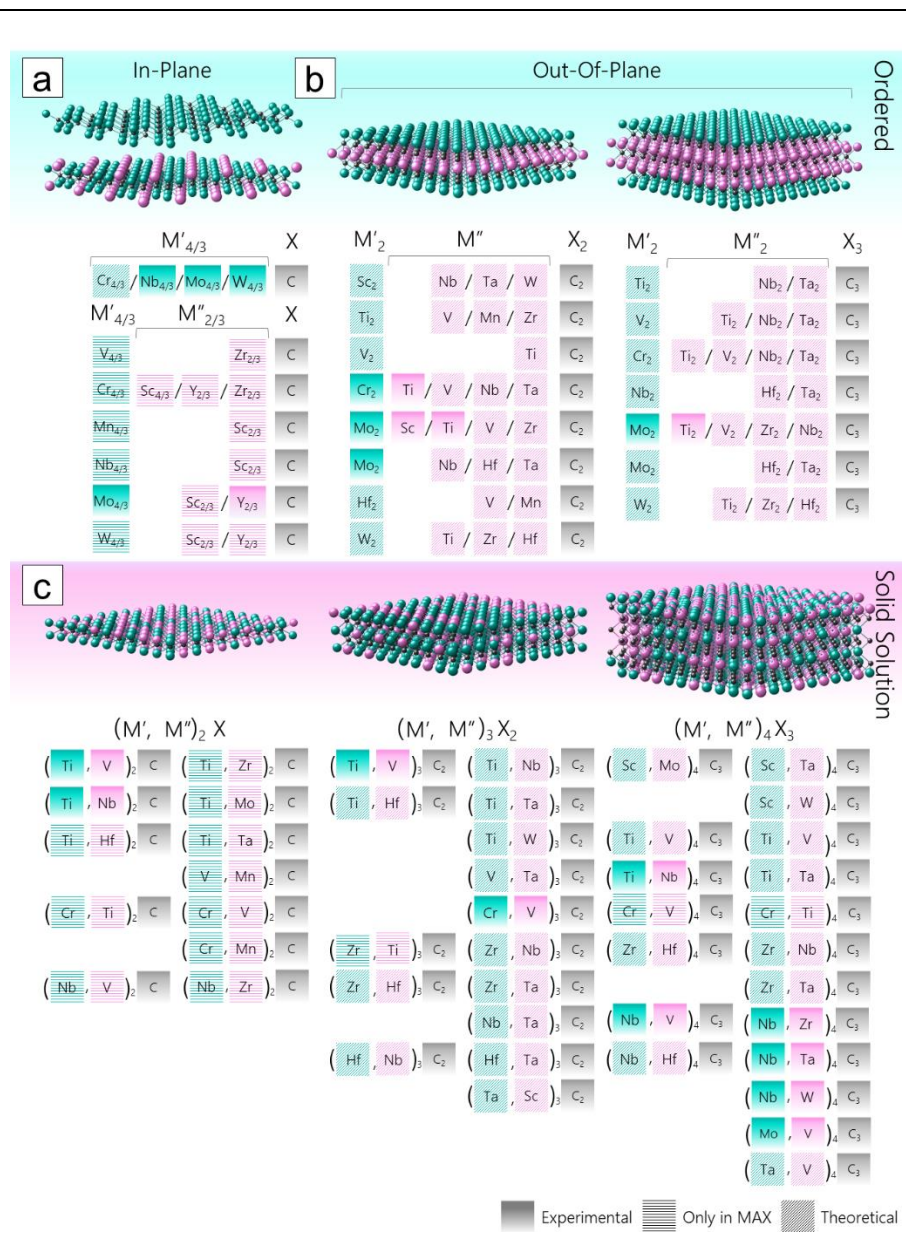 a
In-Plane
b
Out-Of-Plane
Ordered
M'4/3 X
Cr4/3 / Nb4/3 / Mo4/3 / W4/3 C
M'4/3 M"2/3 X
V4/3 Zr2/3 C
Cr4/3 Sc4/3 / Y2/3 / Zr2/3 C
Mn4/3 Sc2/3 C
Nb4/3 Sc2/3 C
Mo4/3 Sc2/3 / Y2/3 C
W4/3 Sc2/3 / Y2/3 C
M'2 M" X2
Sc2 Nb / Ta / W C2
Ti2 V / Mn / Zr C2
V2 Ti C2
Cr2 Ti / V / Nb / Ta C2
Mo2 Sc / Ti / V / Zr C2
Mo2 Nb / Hf / Ta C2
Hf2 V / Mn C2
W2 Ti / Zr / Hf C2
M'2 M"2 X3
Ti2 Nb2 / Ta2 C3
V2 Ti2 / Nb2 / Ta2 C3
Cr2 Ti2 / V2 / Nb2 / Ta2 C3
Nb2 Hf2 / Ta2 C3
Mo2 Ti2 / V2 / Zr2 / Nb2 C3
Mo2 Hf2 / Ta2 C3
W2 Ti2 / Zr2 / Hf2 C3
c
Solid Solution
(M', M")2 X
(Ti , V)2 C (Ti , Zr)2 C
(Ti , Nb)2 C (Ti , Mo)2 C
(Ti , Hf)2 C (Ti , Ta)2 C
(V , Mn)2 C
(Cr , Ti)2 C (Cr , V)2 C
(Cr , Mn)2 C
(Nb , V)2 C (Nb , Zr)2 C
(M', M")3 X2
(Ti , V)3 C2 (Ti , Nb)3 C2
(Ti , Hf)3 C2 (Ti , Ta)3 C2
(Ti , W)3 C2
(V , Ta)3 C2
(Cr , V)3 C2
(Zr , Ti)3 C2 (Zr , Nb)3 C2
(Zr , Hf)3 C2 (Zr , Ta)3 C2
(Nb , Ta)3 C2
(Hf , Nb)3 C2 (Hf , Ta)3 C2
(Ta , Sc)3 C2
(M', M")4 X3
(Sc , Mo)4 C3 (Sc , Ta)4 C3
(Sc , W)4 C3
(Ti , V)4 C3 (Ti , V)4 C3
(Ti , Nb)4 C3 (Ti , Ta)4 C3
(Cr , V)4 C3 (Cr , Ti)4 C3
(Zr , Hf)4 C3 (Zr , Nb)4 C3
(Zr , Ta)4 C3
(Nb , V)4 C3 (Nb , Zr)4 C3
(Nb , Hf)4 C3 (Nb , Ta)4 C3
(Nb , W)4 C3
(Mo , V)4 C3
(Ta , V)4 C3
Experimental Only in MAX Theoretical